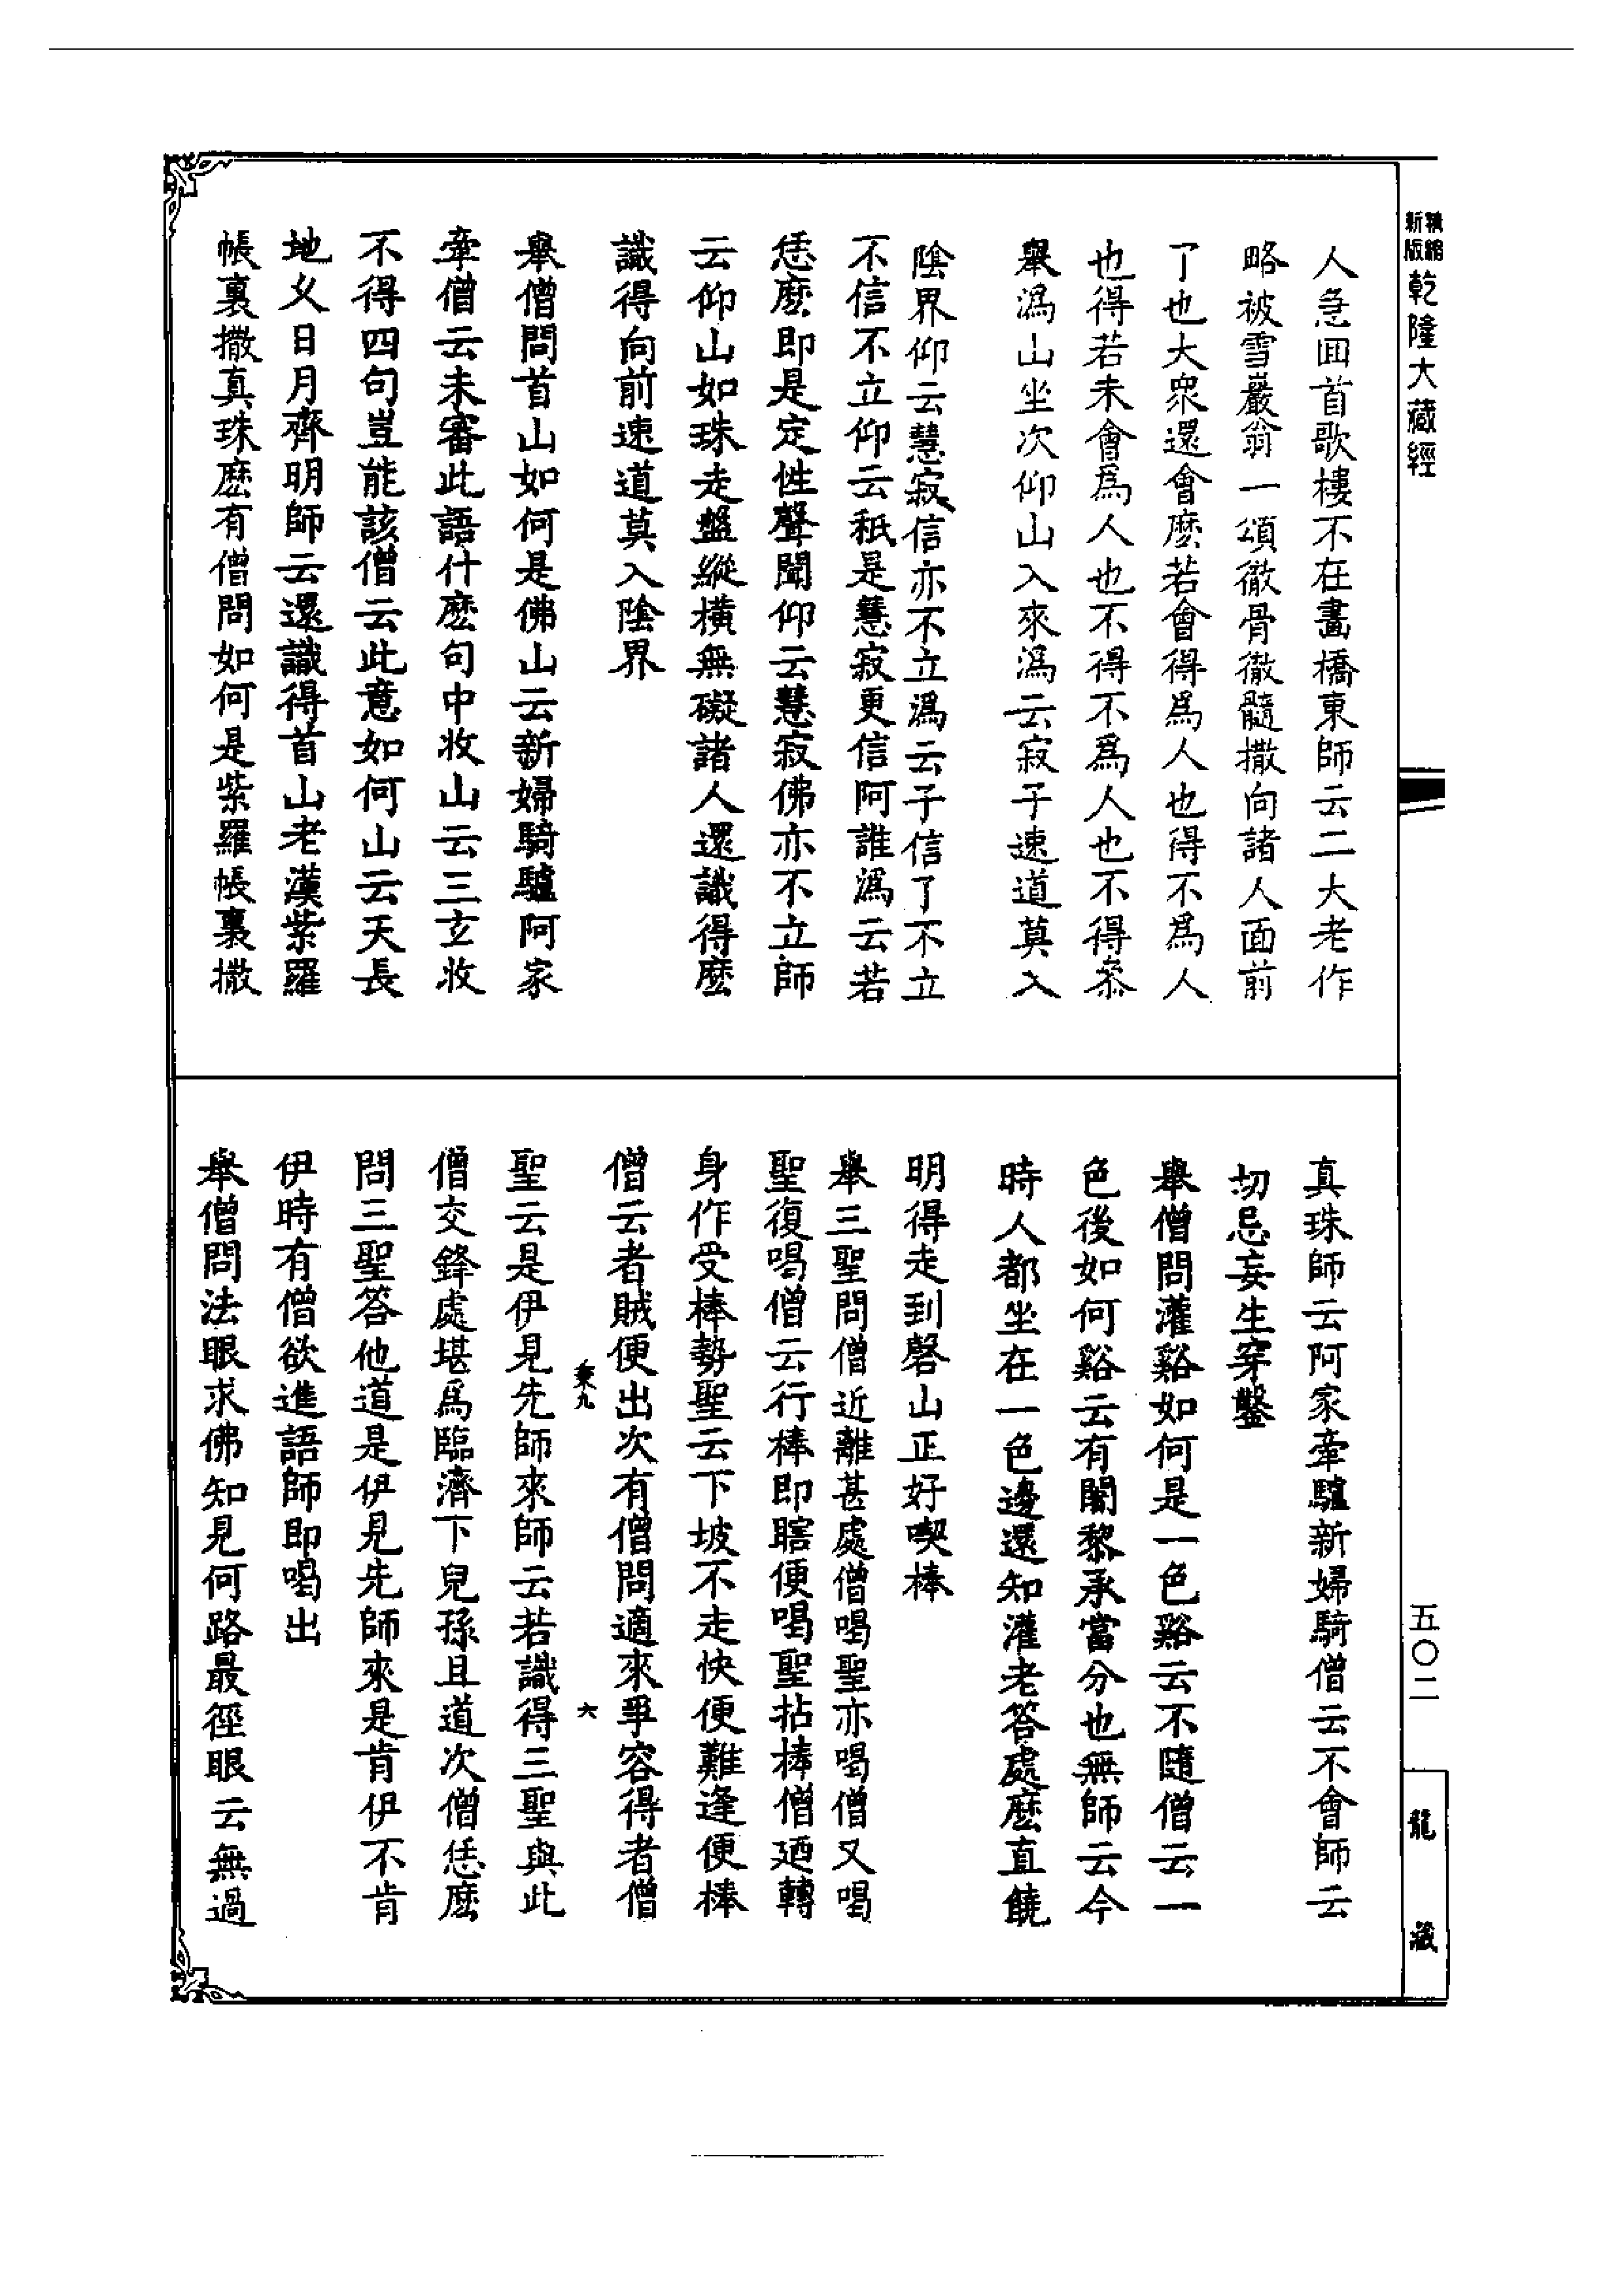 精縮新版
乾隆大藏經
人急回首歌樓不在畫橋東師云二大老作
略被雪巖翁一頌徹骨徹髓撒向諸人面前
了也大衆還會麽若會得爲人也得不爲人
也得若未會爲人也不得不爲人也不得叅
舉溈山坐次仰山入來溈云寂子速道莫入
陰界仰云慧寂信亦不立溈云子信了不立
不信不立仰云秖是慧寂更信阿誰溈云若
恁麽即是定性聲聞仰云慧寂佛亦不立師
云仰山如珠走盤縱橫無礙諸人還識得麽
識得向前速道莫入陰界
舉僧問首山如何是佛山云新婦騎驢阿家
牽僧云未審此語什麽句中收山云三玄收
不得四句豈能該僧云此意如何山云天長
地久日月齊明師云還識得首山老漢紫羅
帳裏撒真珠麽有僧問如何是紫羅帳裏撒
真珠師云阿家牽驢新婦騎僧云不會師云
切忌妄生穿鑿
舉僧問灌谿如何是一色谿云不隨僧云一
色後如何谿云有闍黎承當分也無師云今
時人都坐在一色邊還知灌老答處麽直饒
明得走到磬山正好喫棒
舉三聖問僧近離甚處僧喝聖亦喝僧又喝
聖復喝僧云行棒即瞎便喝聖拈棒僧廼轉
身作受棒勢聖云下坡不走快便難逢便棒
僧云者賊便出次有僧問適來爭容得者僧
秉九
六
聖云是伊見先師來師云若識得三聖與此
僧交鋒處堪爲臨濟下兒孫且道次僧恁麽
問三聖答他道是伊見先師來是肯伊不肯
伊時有僧欲進語師即喝出
舉僧問法眼求佛知見何路最徑眼云無過
五〇二
龍藏